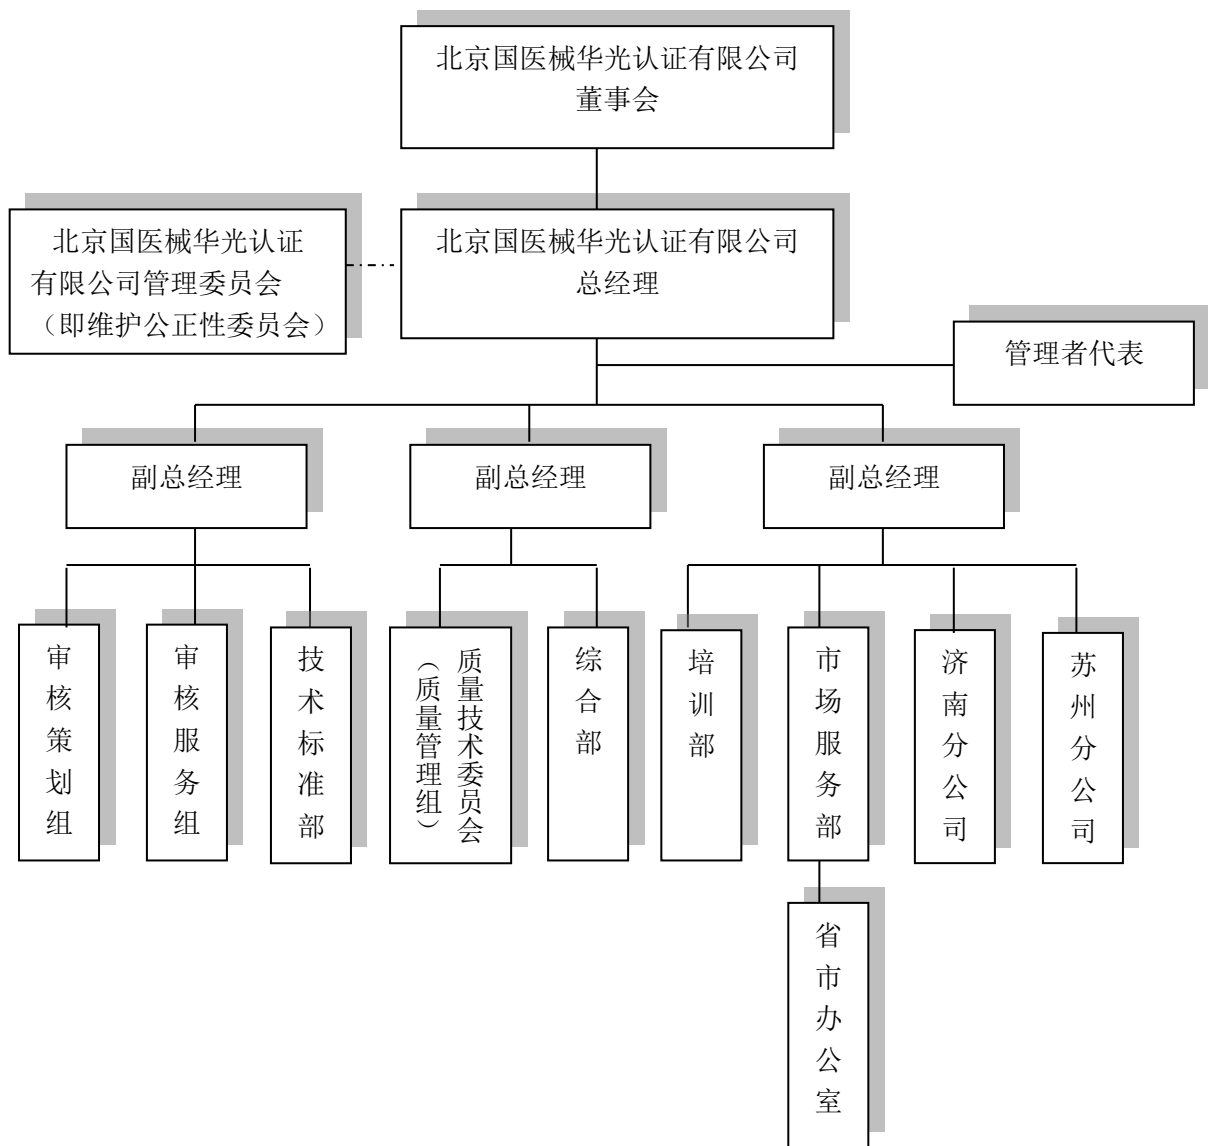 北京国医械华光认证有限公司
董事会
北京国医械华光认证
有限公司管理委员会
（即维护公正性委员会）
北京国医械华光认证有限公司
总经理
管理者代表
副总经理
副总经理
副总经理
审核策划组
审核服务组
技术标准部
质量技术委员会
（质量管理组）
综合部
培训部
市场服务部
济南分公司
苏州分公司
省市办公室